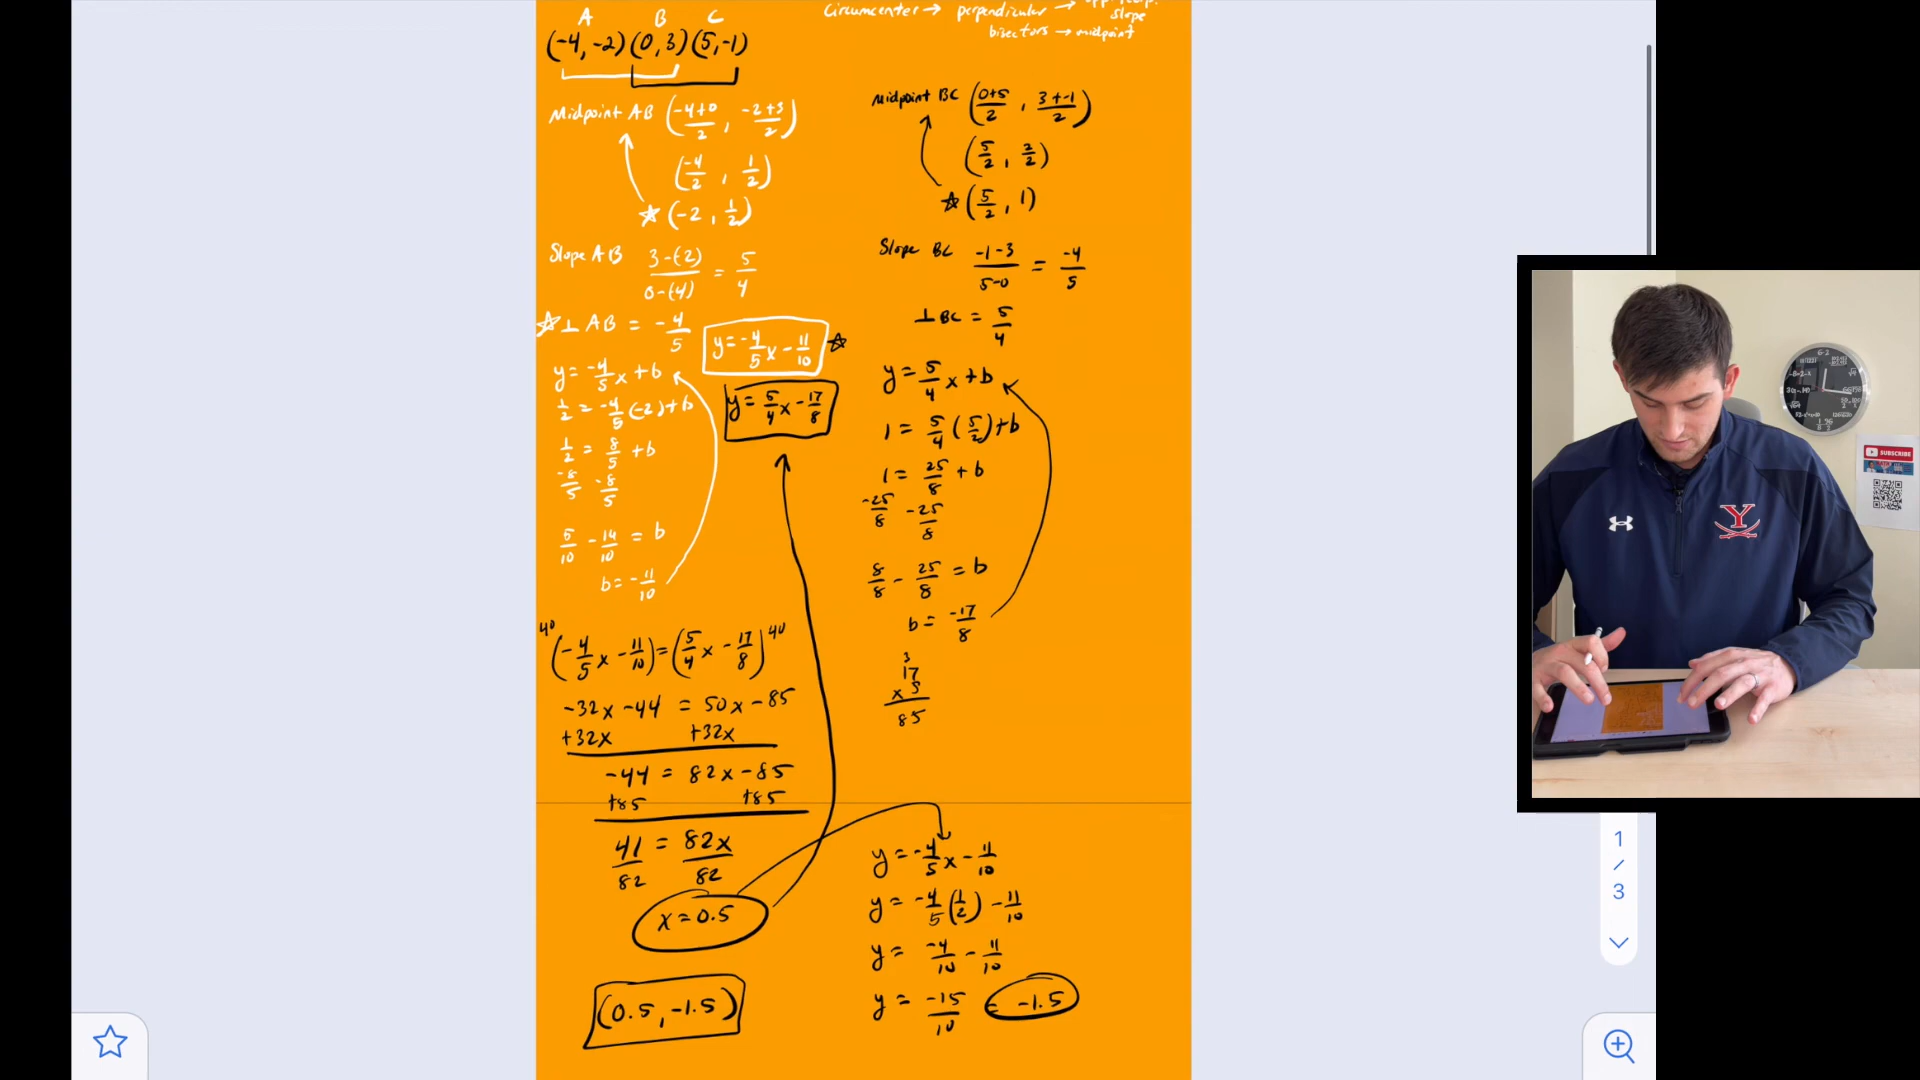 A B C
(-4, -2) (0, 3) (5, -1)
Circumcenter → perpendicular →
slope
bisectors → midpoint
Midpoint AB (-4+0/2, -2+3/2)
(-4/2, 1/2)
☆ (-2, 1/2)
Slope AB 3-(-2)/0-(-4) = 5/4
☆ ⊥ AB = -4/5
y = -4/5x - 11/10 ☆
y = 5/4x - 17/8
y = -4/5x + b
1/2 = -4/5(-2) + b
1/2 = 8/5 + b
-8/5 -8/5
5/10 - 16/10 = b
b = -11/10
Midpoint BC (0+5/2, 3+-1/2)
(5/2, 2/2)
☆ (5/2, 1)
Slope BC -1-3/5-0 = -4/5
⊥ BC = 5/4
y = 5/4x + b
1 = 5/4(5/2) + b
1 = 25/8 + b
-25/8 -25/8
8/8 - 25/8 = b
b = -17/8
3
17
x 5
85
40(-4/5x - 11/10) = (5/4x - 17/8)40
-32x - 44 = 50x - 85
+32x +32x
-44 = 82x - 85
+85 +85
41/82 = 82x/82
x = 0.5
(0.5, -1.5)
y = -4/5x - 11/10
y = -4/5(1/2) - 11/10
y = -4/10 - 11/10
y = -15/10 = -1.5
SUBSCRIBE
Y
1
/
3